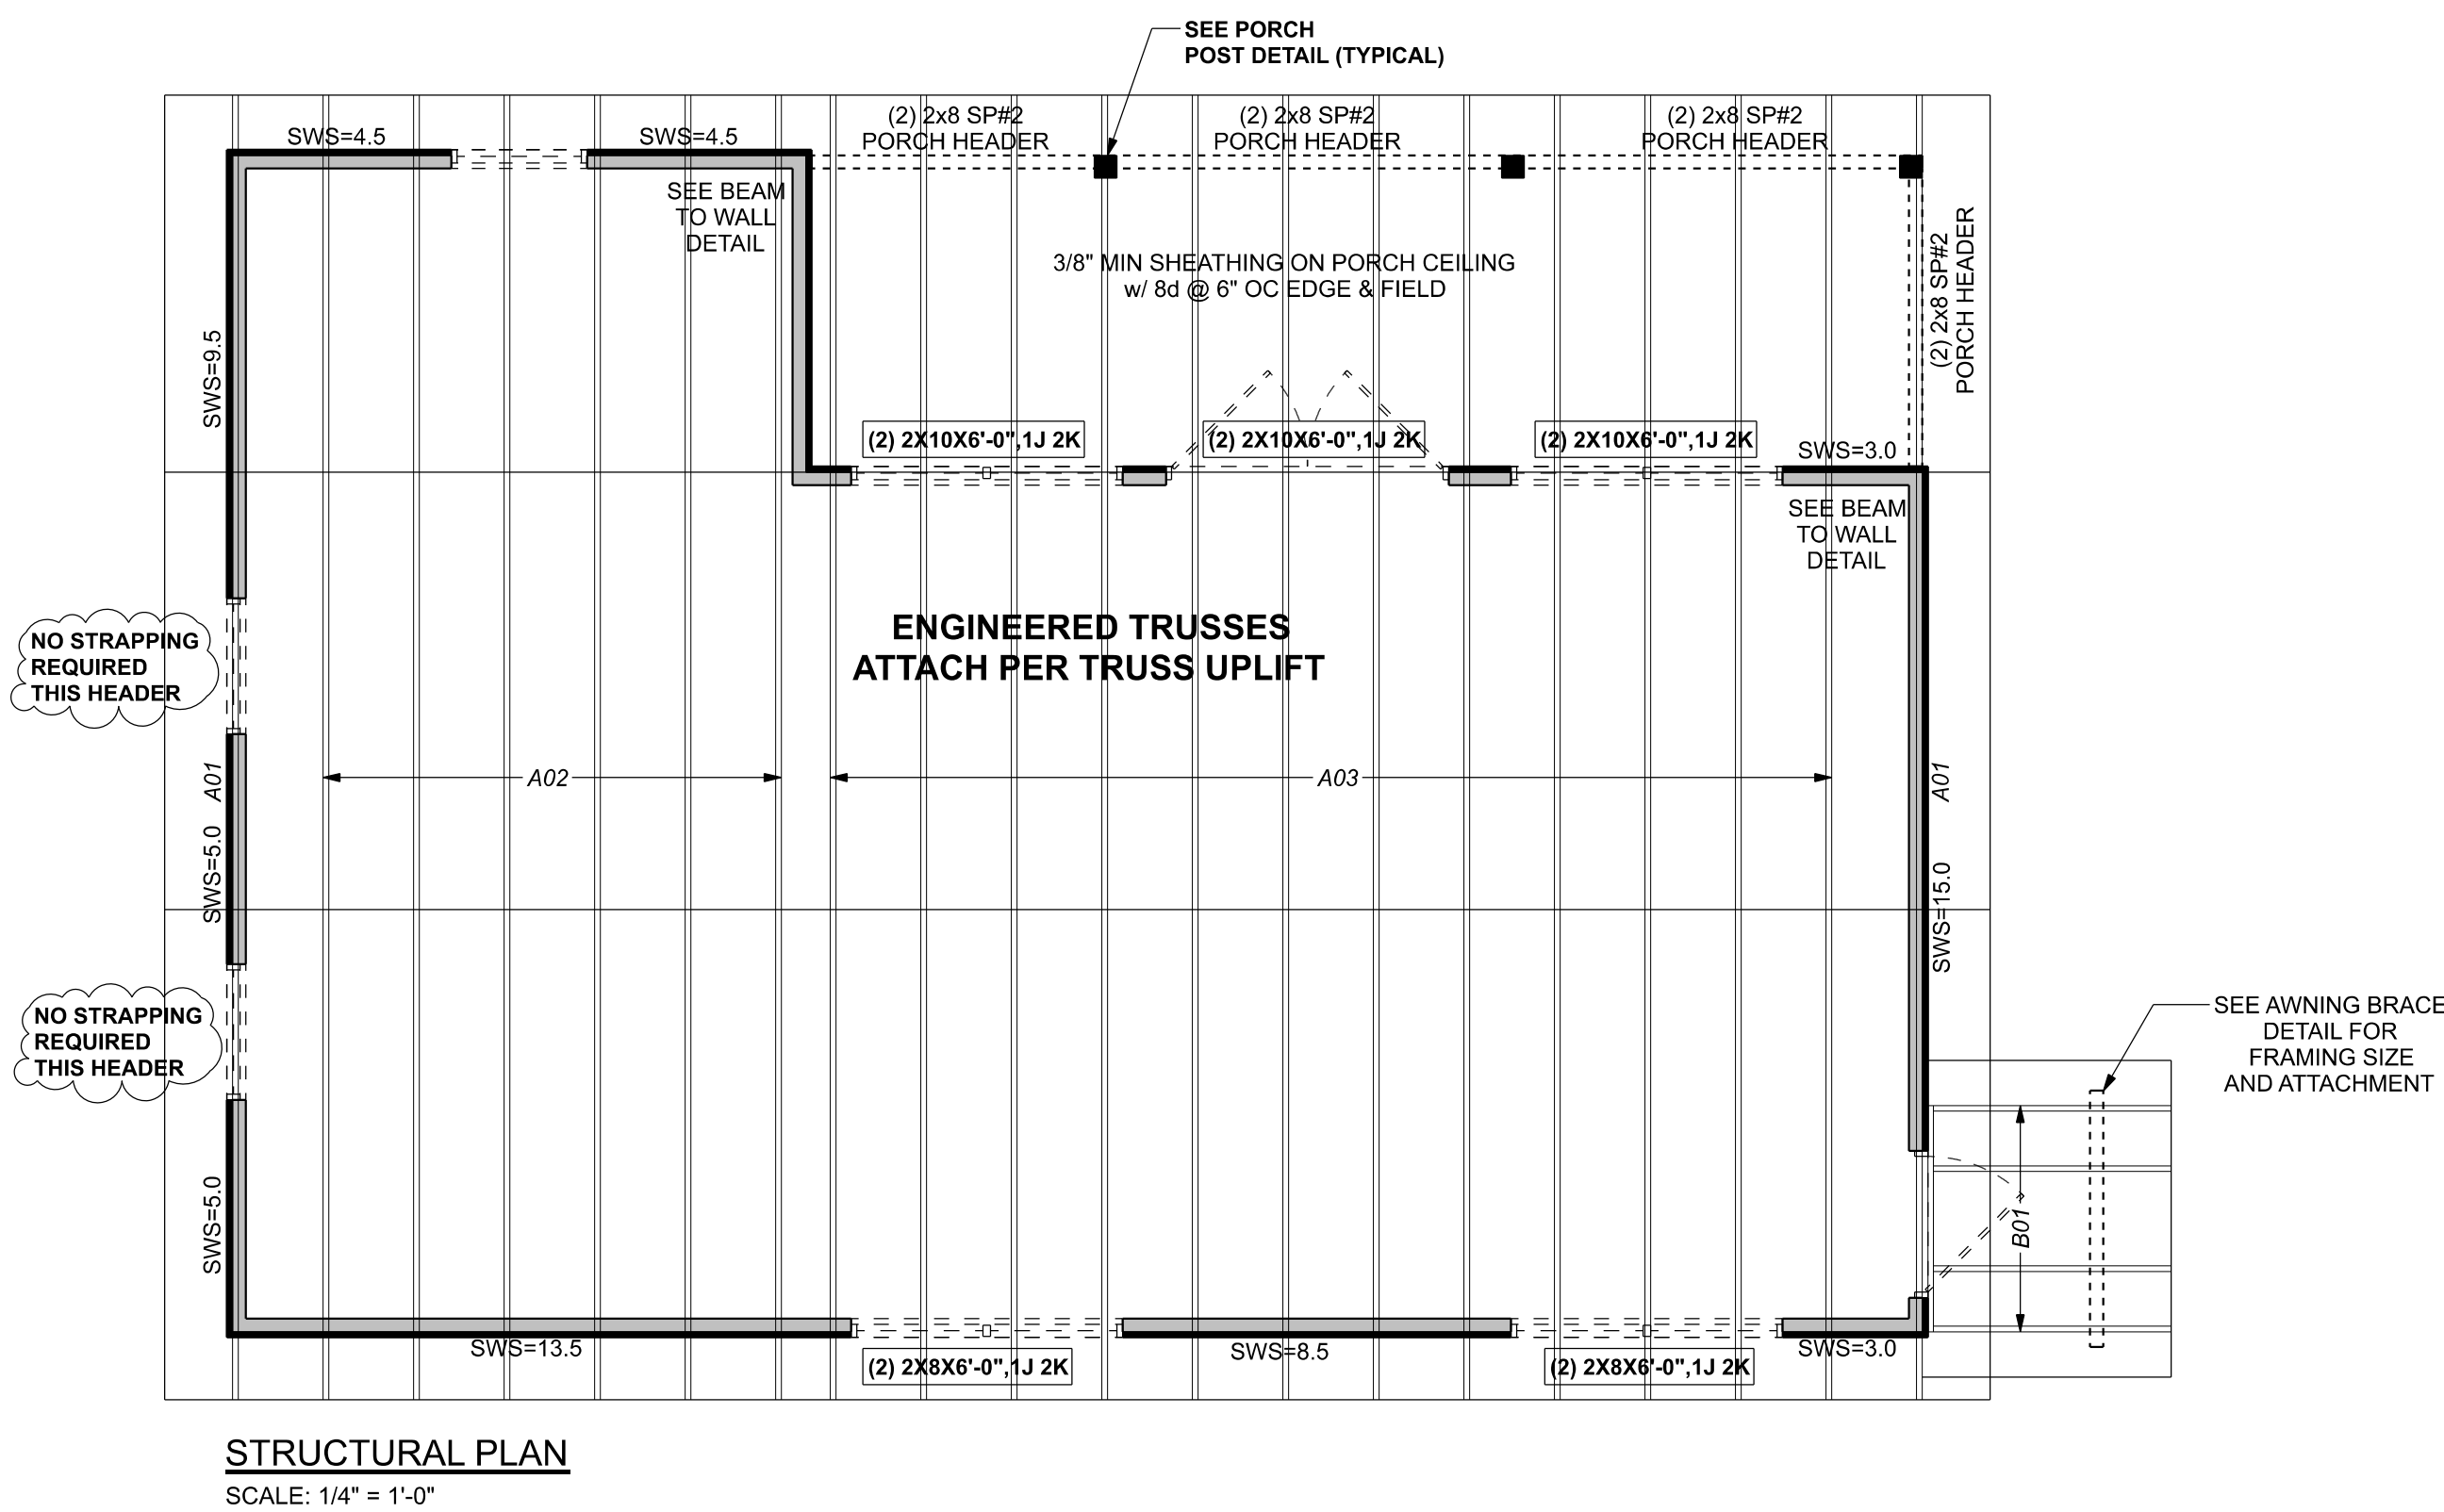 SEE PORCH
POST DETAIL (TYPICAL)
(2) 2x8 SP#2
PORCH HEADER
(2) 2x8 SP#2
PORCH HEADER
(2) 2x8 SP#2
PORCH HEADER
SWS=4.5
SWS=4.5
SEE BEAM
TO WALL
DETAIL
(2) 2x8 SP#2
PORCH HEADER
3/8" MIN SHEATHING ON PORCH CEILING
w/ 8d @ 6" OC EDGE & FIELD
SWS=9.5
(2) 2X10X6'-0",1J 2K
(2) 2X10X6'-0",1J 2K
(2) 2X10X6'-0",1J 2K
SWS=3.0
SEE BEAM
TO WALL
DETAIL
ENGINEERED TRUSSES
ATTACH PER TRUSS UPLIFT
NO STRAPPING
REQUIRED
THIS HEADER
A01
A02
A03
A01
SWS=5.0
SWS=15.0
NO STRAPPING
REQUIRED
THIS HEADER
SEE AWNING BRACE
DETAIL FOR
FRAMING SIZE
AND ATTACHMENT
SWS=5.0
B01
SWS=13.5
SWS=8.5
SWS=3.0
(2) 2X8X6'-0",1J 2K
(2) 2X8X6'-0",1J 2K
STRUCTURAL PLAN
SCALE: 1/4" = 1'-0"